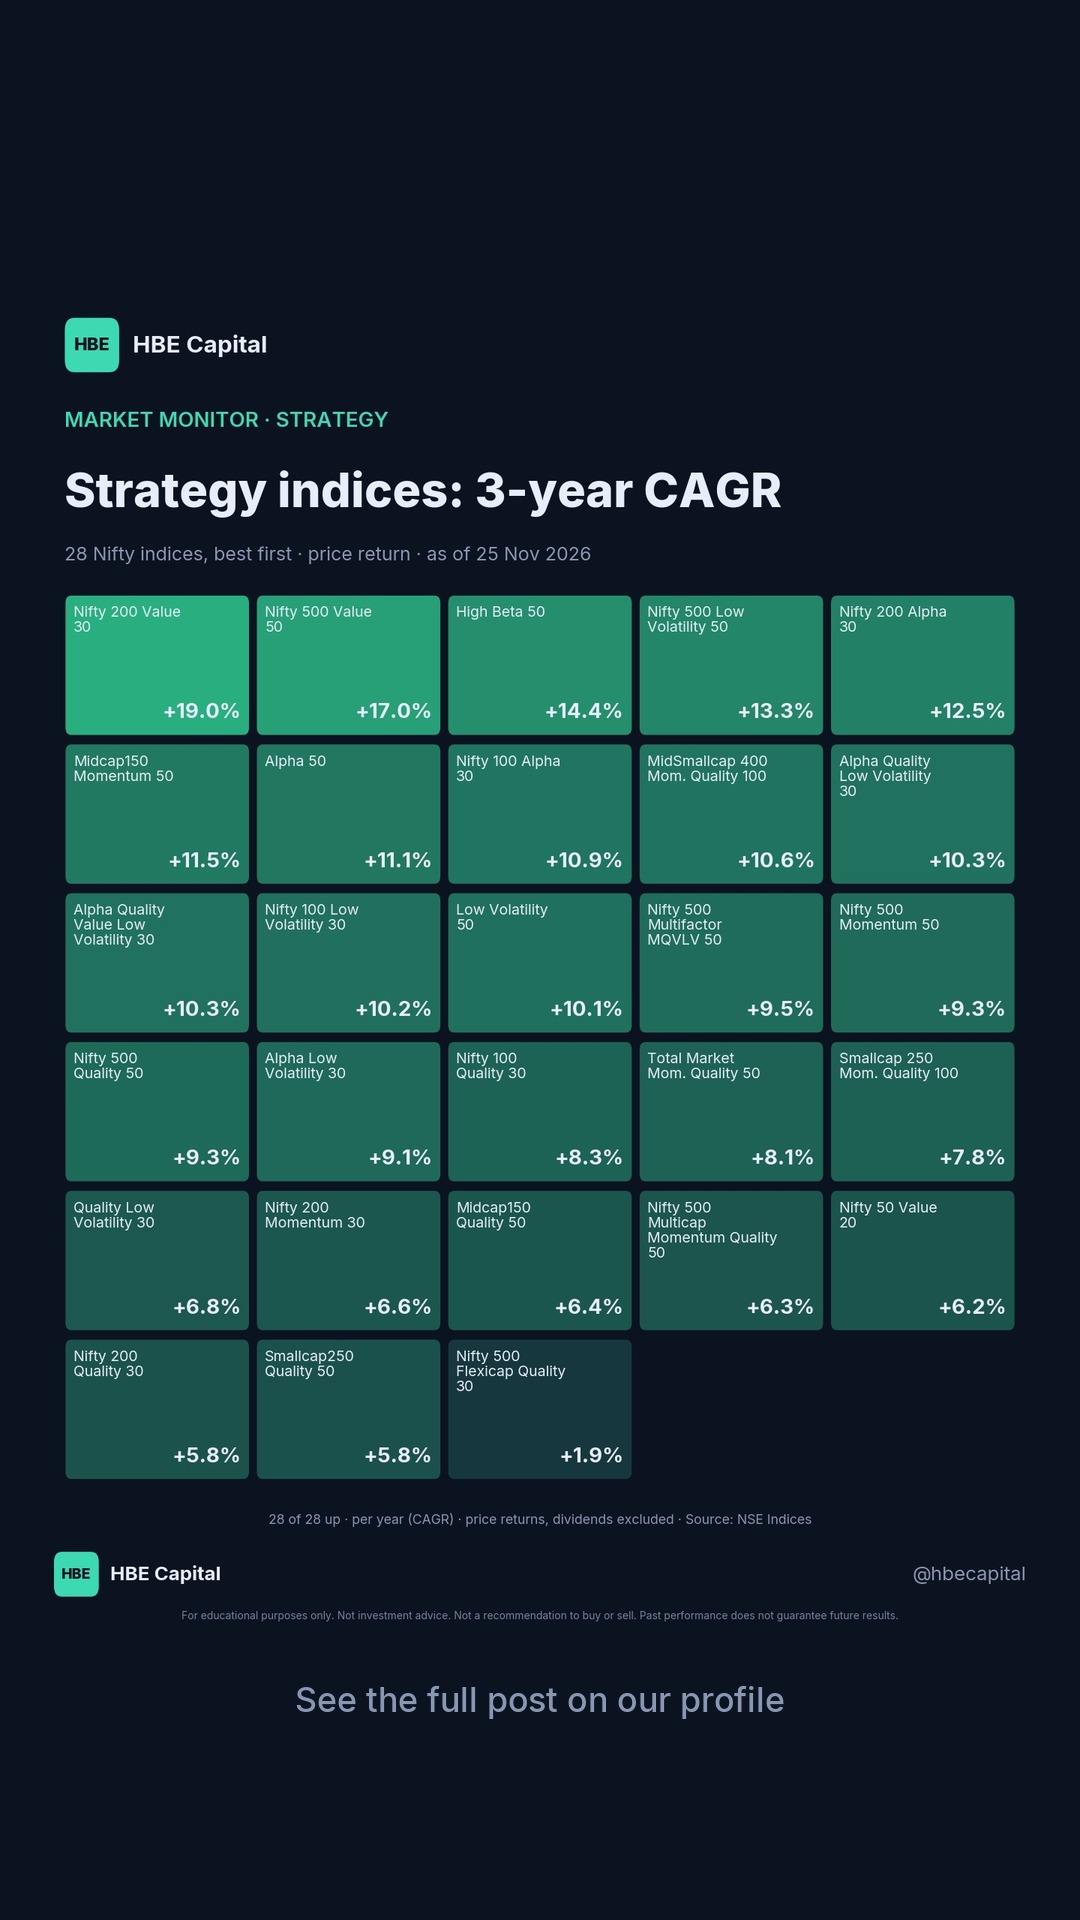 HBE
HBE Capital
MARKET MONITOR · STRATEGY
Strategy indices: 3-year CAGR
28 Nifty indices, best first · price return · as of 25 Nov 2026
Nifty 200 Value
30
+19.0%
Nifty 500 Value
50
+17.0%
High Beta 50
+14.4%
Nifty 500 Low
Volatility 50
+13.3%
Nifty 200 Alpha
30
+12.5%
Midcap150
Momentum 50
+11.5%
Alpha 50
+11.1%
Nifty 100 Alpha
30
+10.9%
MidSmallcap 400
Mom. Quality 100
+10.6%
Alpha Quality
Low Volatility
30
+10.3%
Alpha Quality
Value Low
Volatility 30
+10.3%
Nifty 100 Low
Volatility 30
+10.2%
Low Volatility
50
+10.1%
Nifty 500
Multifactor
MQVLV 50
+9.5%
Nifty 500
Momentum 50
+9.3%
Nifty 500
Quality 50
+9.3%
Alpha Low
Volatility 30
+9.1%
Nifty 100
Quality 30
+8.3%
Total Market
Mom. Quality 50
+8.1%
Smallcap 250
Mom. Quality 100
+7.8%
Quality Low
Volatility 30
+6.8%
Nifty 200
Momentum 30
+6.6%
Midcap150
Quality 50
+6.4%
Nifty 500
Multicap
Momentum Quality
50
+6.3%
Nifty 50 Value
20
+6.2%
Nifty 200
Quality 30
+5.8%
Smallcap250
Quality 50
+5.8%
Nifty 500
Flexicap Quality
30
+1.9%
28 of 28 up · per year (CAGR) · price returns, dividends excluded · Source: NSE Indices
HBE
HBE Capital
@hbecapital
For educational purposes only. Not investment advice. Not a recommendation to buy or sell. Past performance does not guarantee future results.
See the full post on our profile